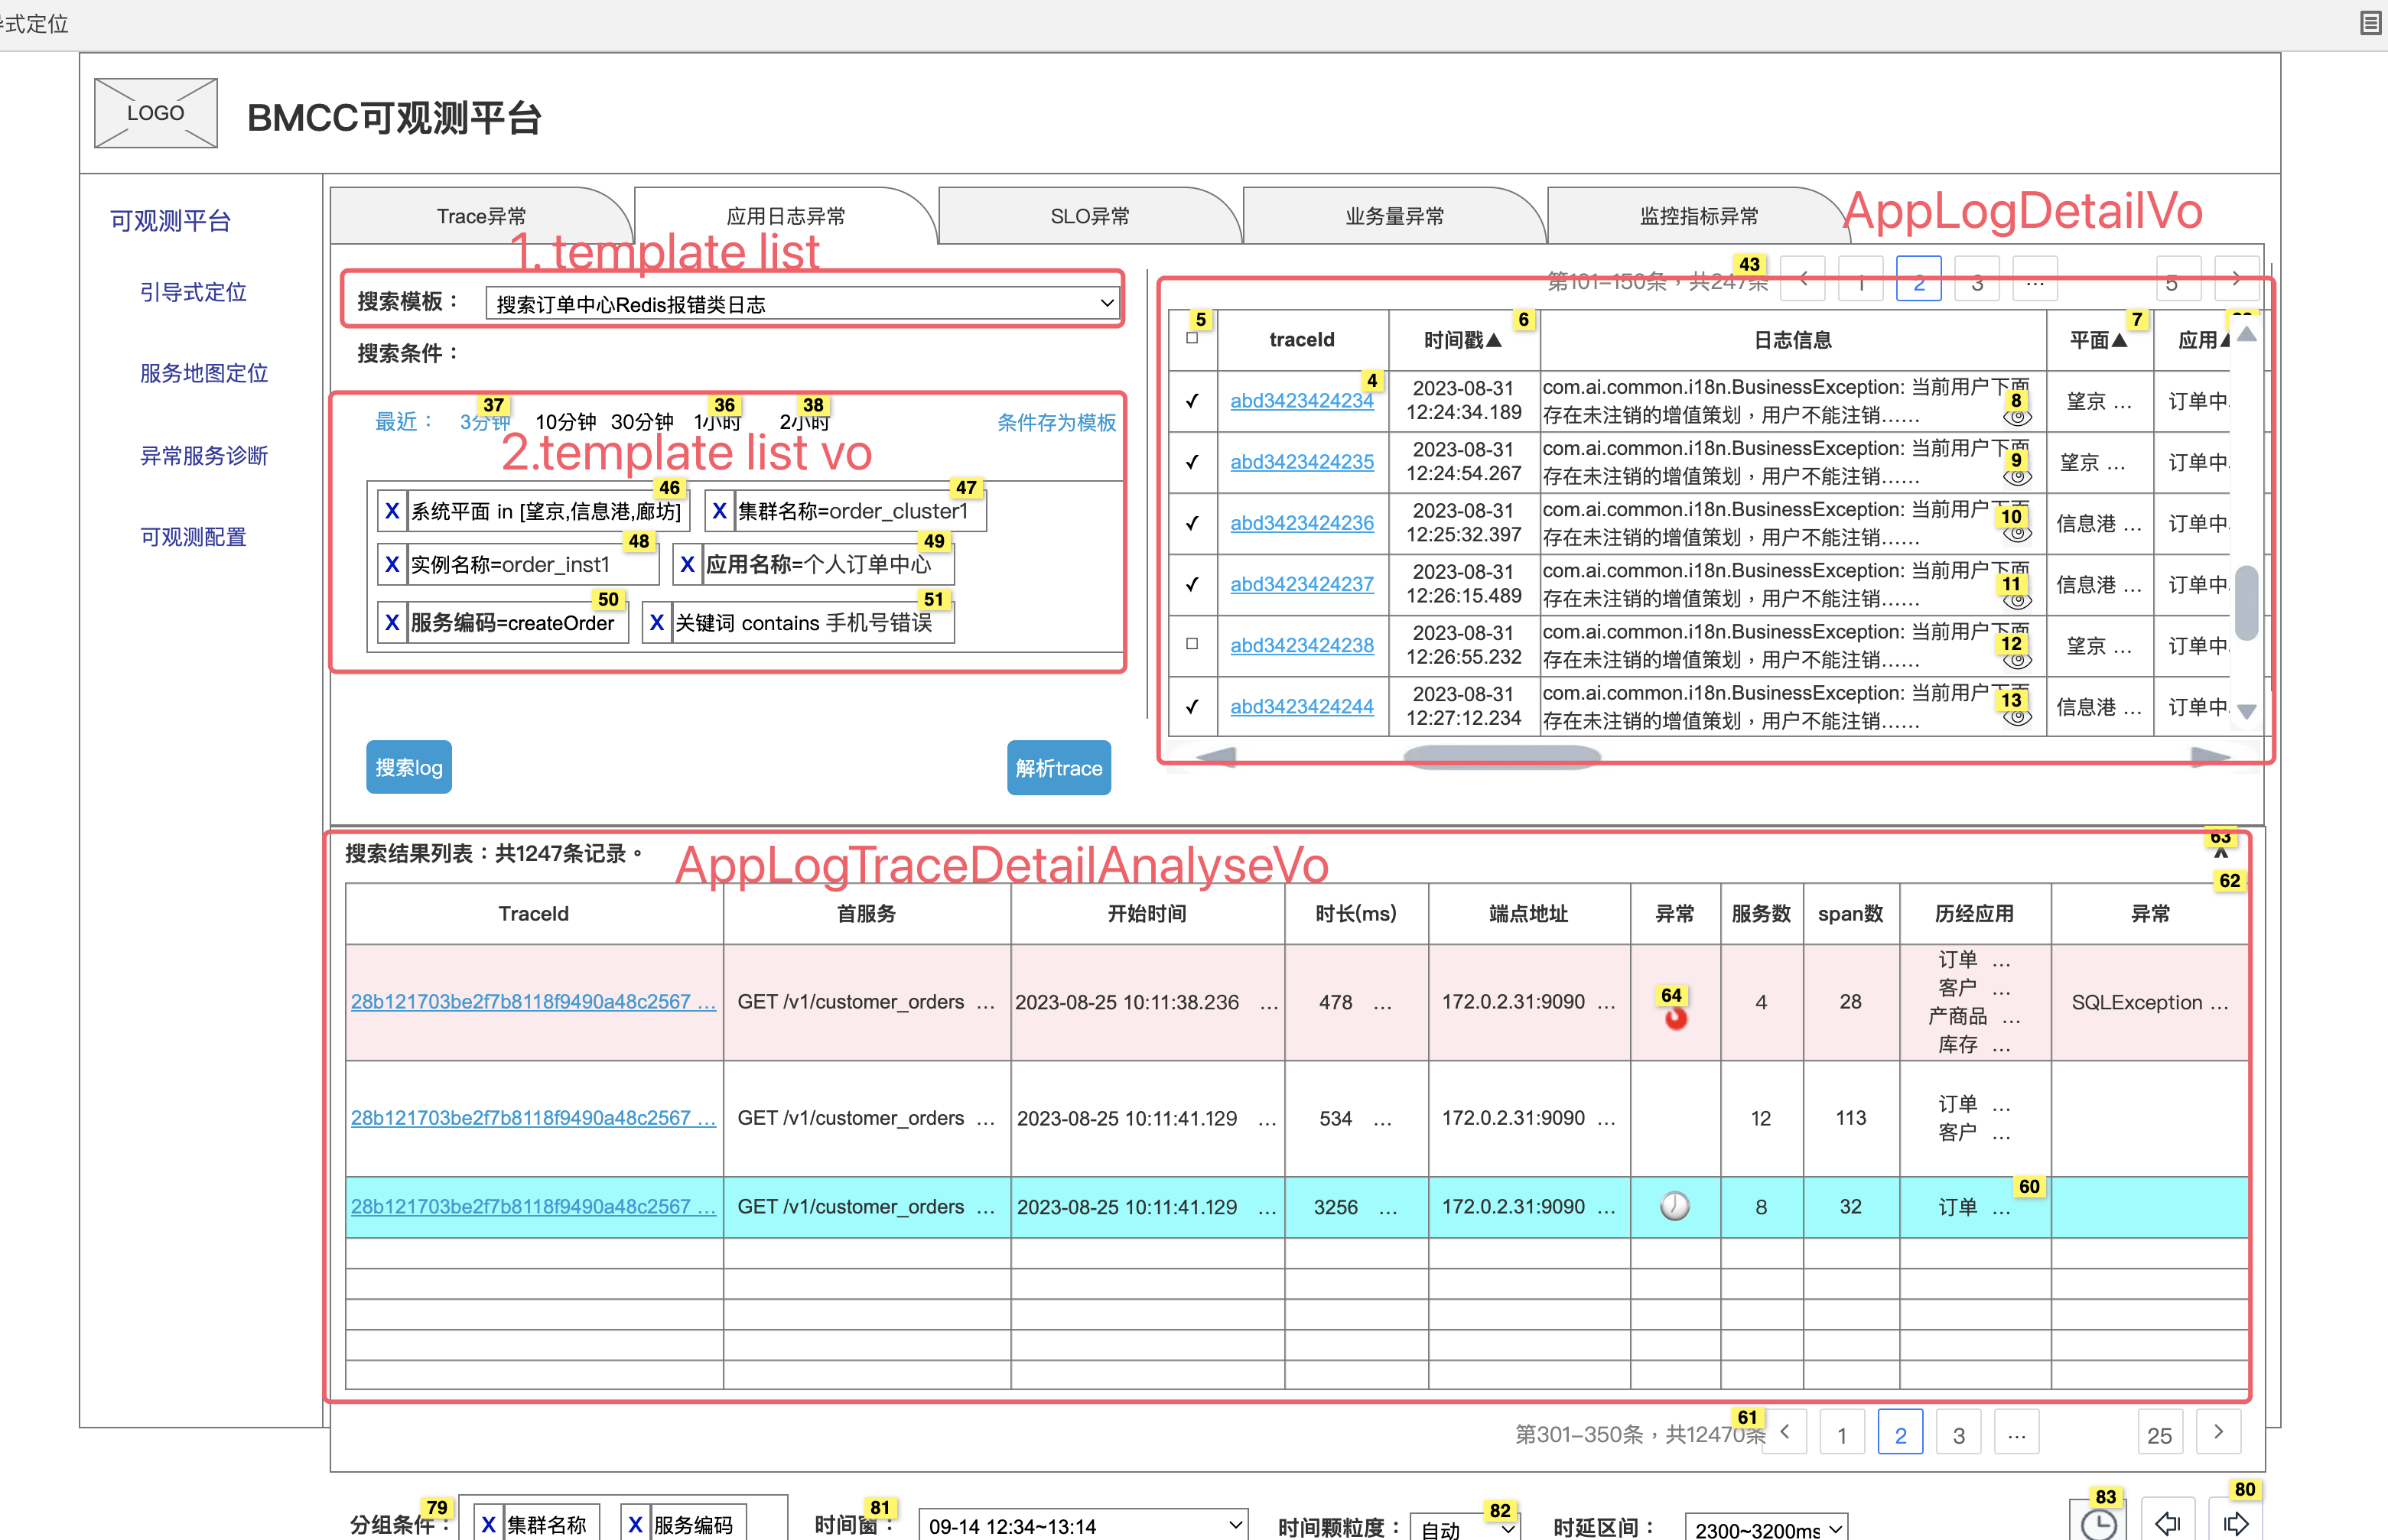 导式定位
LOGO
BMCC可观测平台
可观测平台
引导式定位
服务地图定位
异常服务诊断
可观测配置
Trace异常
应用日志异常
SLO异常
业务量异常
监控指标异常
AppLogDetailVo
1. template list
搜索模板：
搜索订单中心Redis报错类日志
搜索条件：
37
36
38
最近：
3分钟
10分钟
30分钟
1小时
2小时
条件存为模板
2.template list vo
46
47
X 系统平面 in [望京,信息港,廊坊]
X 集群名称=order_cluster1
48
49
X 实例名称=order_inst1
X 应用名称=个人订单中心
50
51
X 服务编码=createOrder
X 关键词 contains 手机号错误
搜索log
解析trace
43
第101–150条，共247条
1
2
3
...
5
5
traceId
6
时间戳▲
日志信息
7
平面▲
应用▲
4
abd3423424234
2023-08-31
12:24:34.189
com.ai.common.i18n.BusinessException: 当前用户下面
存在未注销的增值策划，用户不能注销......
8
望京 ...
订单中
abd3423424235
2023-08-31
12:24:54.267
com.ai.common.i18n.BusinessException: 当前用户下面
存在未注销的增值策划，用户不能注销......
9
望京 ...
订单中
abd3423424236
2023-08-31
12:25:32.397
com.ai.common.i18n.BusinessException: 当前用户下面
存在未注销的增值策划，用户不能注销......
10
信息港 ...
订单中
abd3423424237
2023-08-31
12:26:15.489
com.ai.common.i18n.BusinessException: 当前用户下面
存在未注销的增值策划，用户不能注销......
11
信息港 ...
订单中
abd3423424238
2023-08-31
12:26:55.232
com.ai.common.i18n.BusinessException: 当前用户下面
存在未注销的增值策划，用户不能注销......
12
望京 ...
订单中
abd3423424244
2023-08-31
12:27:12.234
com.ai.common.i18n.BusinessException: 当前用户下面
存在未注销的增值策划，用户不能注销......
13
信息港 ...
订单中
搜索结果列表：共1247条记录。
AppLogTraceDetailAnalyseVo
63
62
TraceId
首服务
开始时间
时长(ms)
端点地址
异常
服务数
span数
历经应用
异常
28b121703be2f7b8118f9490a48c2567 ...
GET /v1/customer_orders ...
2023-08-25 10:11:38.236 ...
478 ...
172.0.2.31:9090 ...
64
4
28
订单 ...
客户 ...
产商品 ...
库存 ...
SQLException ...
28b121703be2f7b8118f9490a48c2567 ...
GET /v1/customer_orders ...
2023-08-25 10:11:41.129 ...
534 ...
172.0.2.31:9090 ...
12
113
订单 ...
客户 ...
28b121703be2f7b8118f9490a48c2567 ...
GET /v1/customer_orders ...
2023-08-25 10:11:41.129 ...
3256 ...
172.0.2.31:9090 ...
8
32
订单 ...
60
第301–350条，共12470条
61
1
2
3
...
25
79
分组条件：
X 集群名称
X 服务编码
81
时间窗：
09-14 12:34~13:14
时间颗粒度：
82
自动
时延区间：
2300~3200ms
83
80